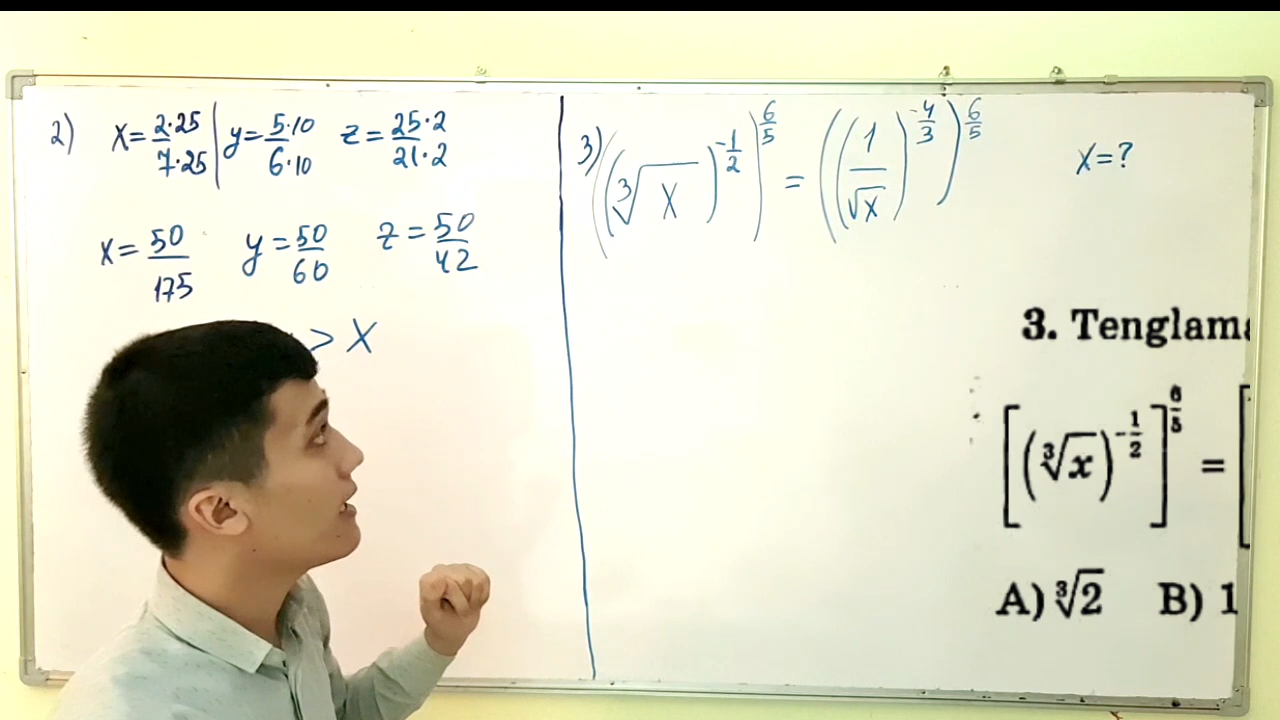 2) x = 2·25/7·25 | y = 5·10/6·10 z = 25·2/21·2
x = 50/175 y = 50/60 z = 50/42
> x
3) ((∛x)^(-1/2))^(6/5) = ((1/√x)^(-4/3))^(6/5) x = ?
3. Tenglama
[(∛x)^(-1/2)]^(6/5) = [
A) ∛2 B) 1